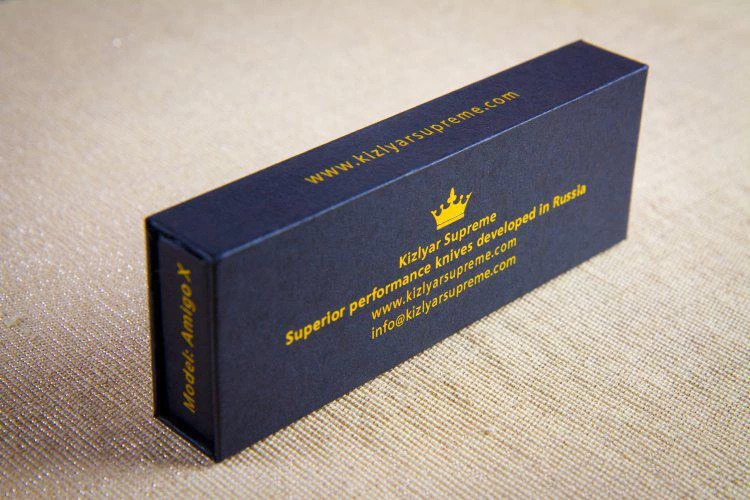 www.kizlyarsupreme.com
Kizlyar Supreme
Superior performance knives developed in Russia
www.kizlyarsupreme.com
info@kizlyarsupreme.com
Model: Amigo X